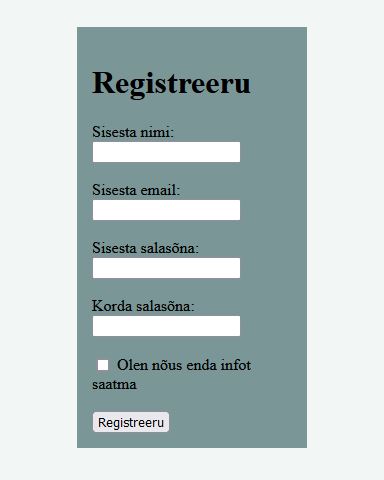 Registreeru
Sisesta nimi:
Sisesta email:
Sisesta salasõna:
Korda salasõna:
Olen nõus enda infot
saatma
Registreeru